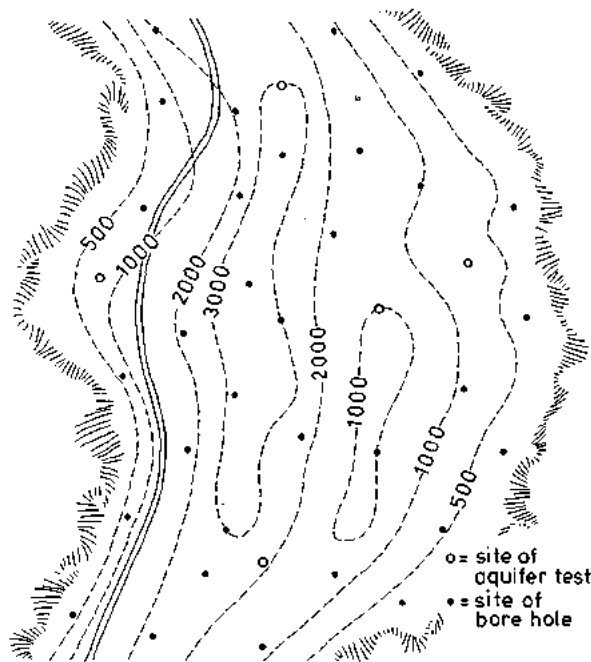 500
1000
2000
3000
2000
1000
1000
500
o = site of
aquifer test
• = site of
bore hole